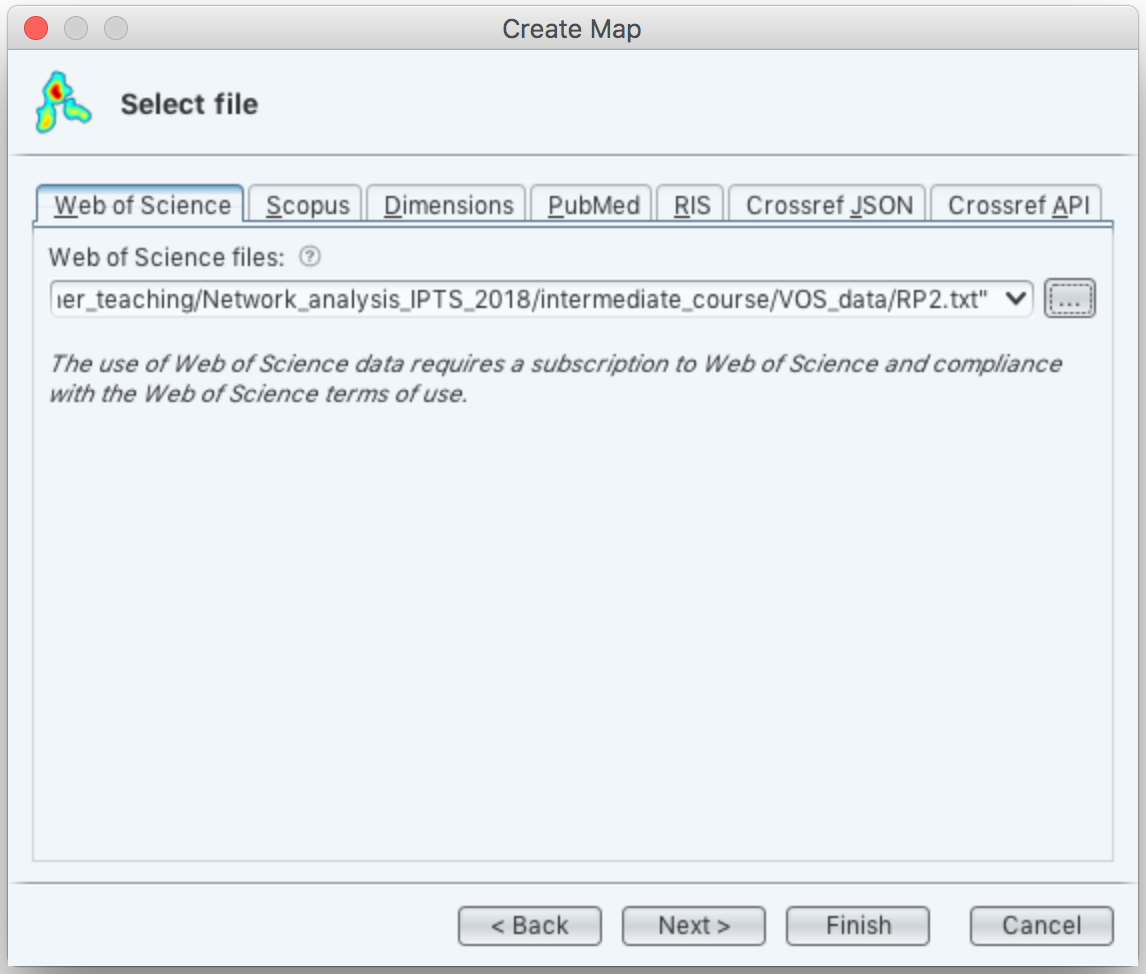 Create Map
Select file
Web of Science Scopus Dimensions PubMed RIS Crossref JSON Crossref API
Web of Science files: ?
er_teaching/Network_analysis_IPTS_2018/intermediate_course/VOS_data/RP2.txt" ...
The use of Web of Science data requires a subscription to Web of Science and compliance
with the Web of Science terms of use.
< Back Next > Finish Cancel